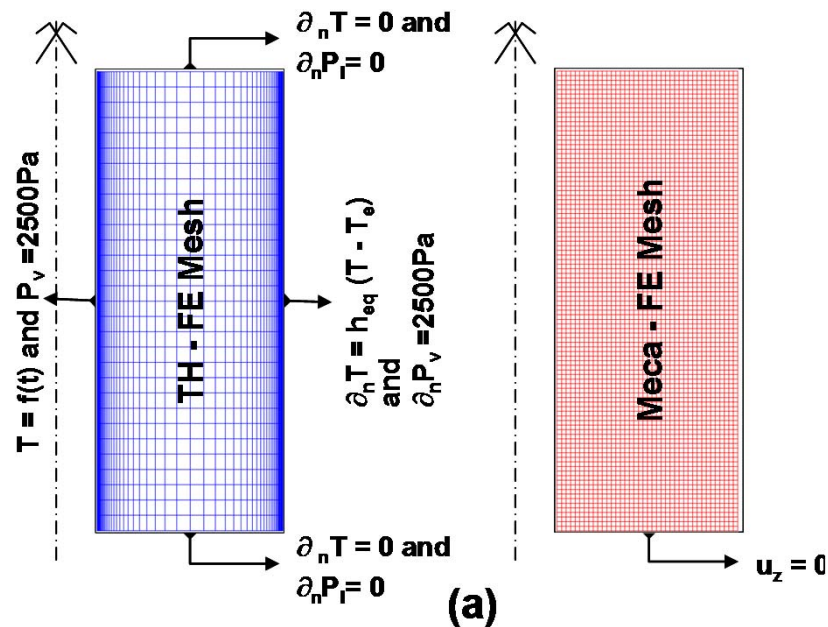 ∂ₙT = 0 and
∂ₙPₗ= 0
T = f(t) and Pᵥ =2500Pa
TH - FE Mesh
∂ₙT = hₑq (T - Tₑ)
and
∂ₙPᵥ =2500Pa
Meca - FE Mesh
∂ₙT = 0 and
∂ₙPₗ= 0
u_z = 0
(a)